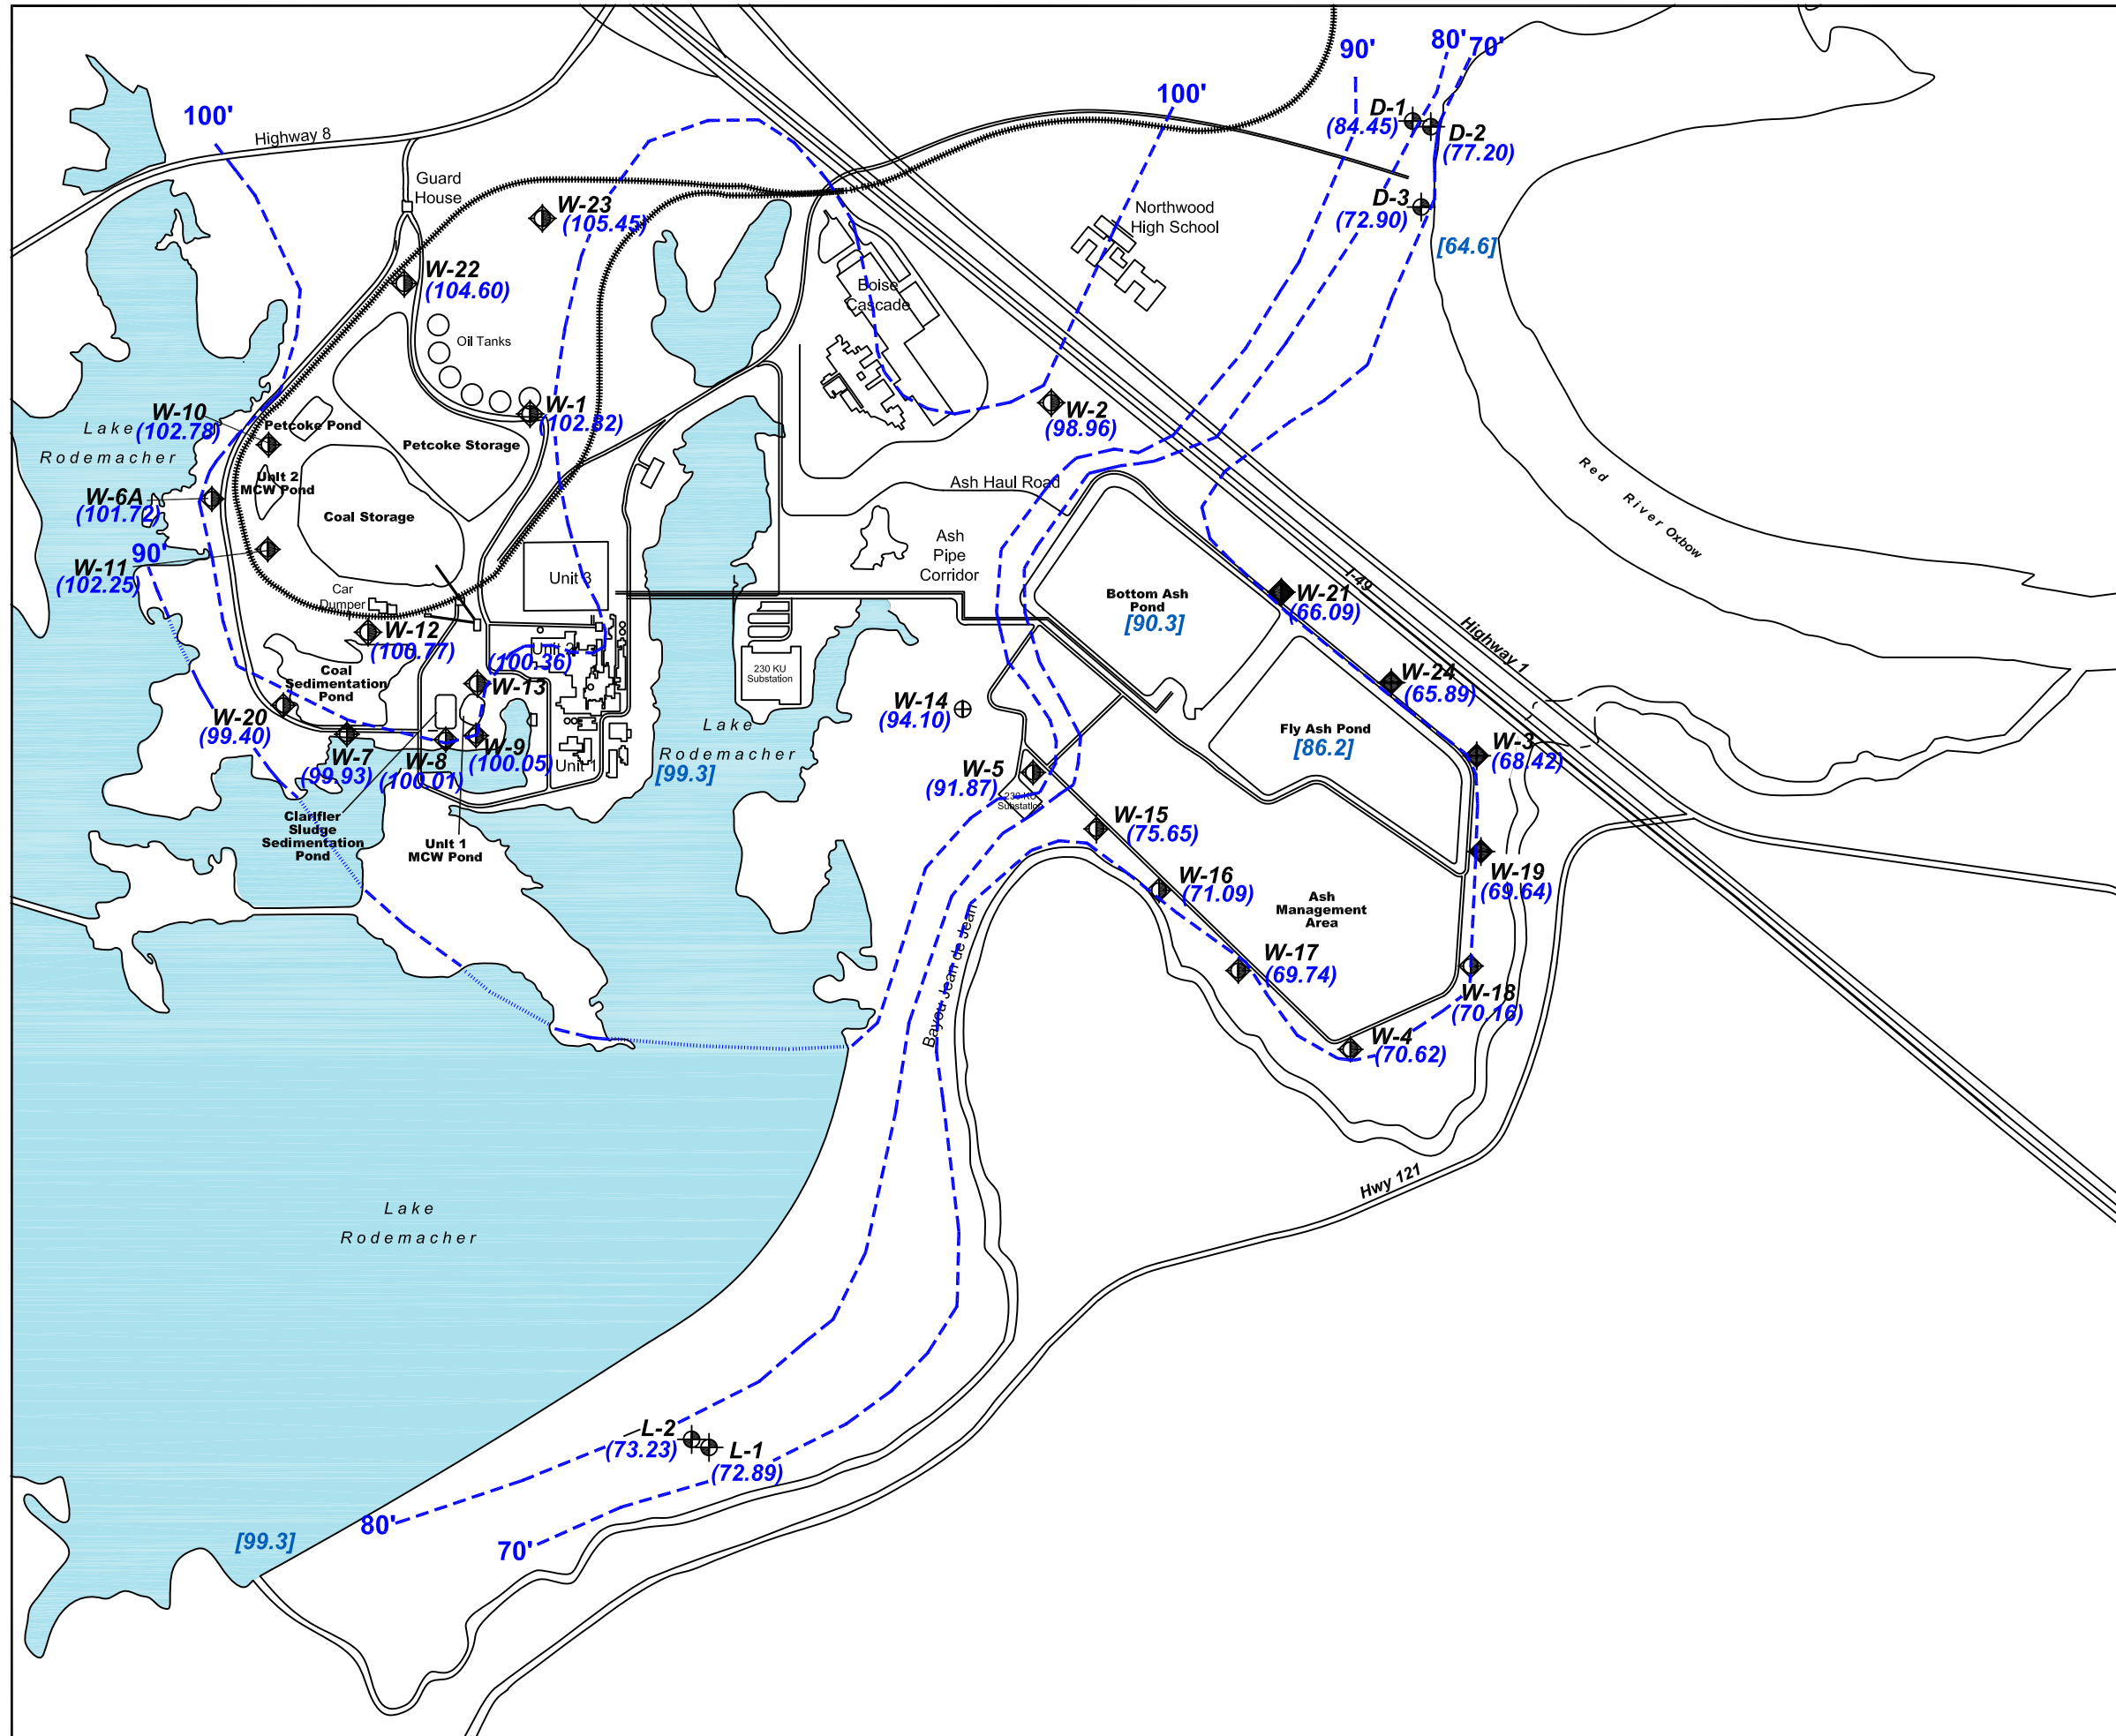 80'
70'
90'
100'
100'
D-1
(84.45)
D-2
(77.20)
Highway 8
Guard
House
W-23
(105.45)
D-3
(72.90)
Northwood
High School
[64.6]
W-22
(104.60)
Boise
Cascade
Oil Tanks
W-10
(102.78)
W-1
(102.82)
W-2
(98.96)
Lake
Rodemacher
Petcoke Pond
Petcoke Storage
Unit 2
MCW Pond
Ash Haul Road
Red River Oxbow
W-6A
(101.72)
Coal Storage
90'
W-11
(102.25)
Ash
Pipe
Corridor
Unit 3
Car
Dumper
Bottom Ash
Pond
[90.3]
I-49
W-21
(66.09)
Highway 1
W-12
(100.77)
Unit 2
(100.36)
W-13
230 KU
Substation
Coal
Sedimentation
Pond
W-14
(94.10)
W-24
(65.89)
W-20
(99.40)
Lake
Rodemacher
[99.3]
Fly Ash Pond
[86.2]
W-3
(68.42)
W-7
(99.93)
W-8
(100.01)
W-9
(100.05)
Unit 1
W-5
(91.87)
230 KU
Substation
W-15
(75.65)
Clarifier
Sludge
Sedimentation
Pond
Unit 1
MCW Pond
W-16
(71.09)
W-19
(69.64)
Ash
Management
Area
Bayou Jean de Jean
W-17
(69.74)
W-18
(70.16)
W-4
(70.62)
Hwy 121
Lake
Rodemacher
L-2
(73.23)
L-1
(72.89)
80'
[99.3]
70'